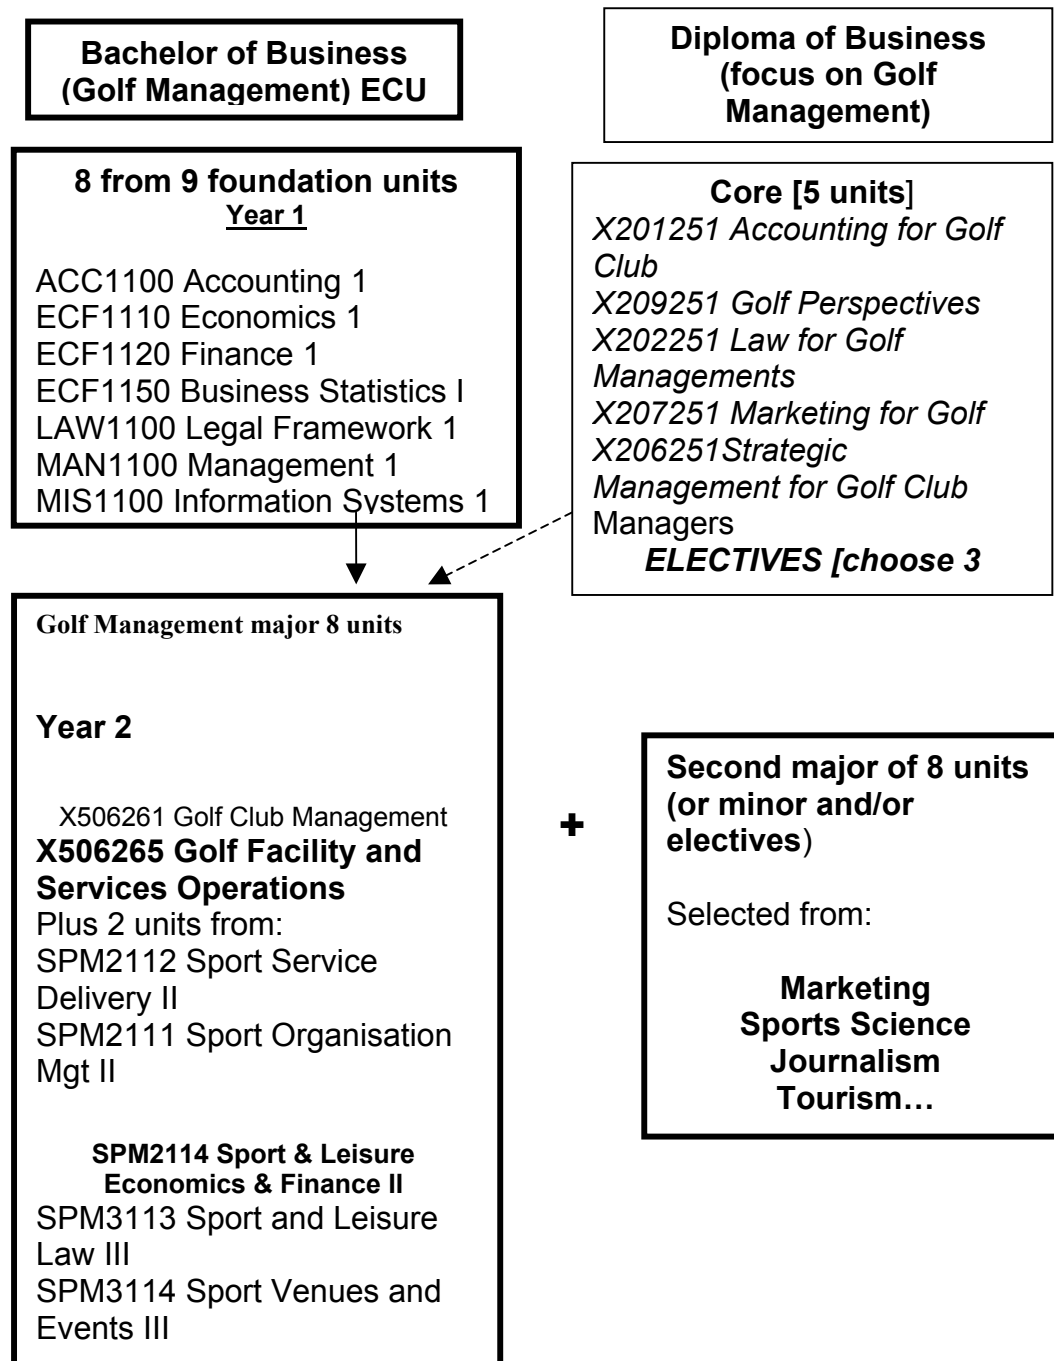 Bachelor of Business
(Golf Management) ECU
Diploma of Business
(focus on Golf
Management)
8 from 9 foundation units
Year 1
ACC1100 Accounting 1
ECF1110 Economics 1
ECF1120 Finance 1
ECF1150 Business Statistics I
LAW1100 Legal Framework 1
MAN1100 Management 1
MIS1100 Information Systems 1
Core [5 units]
X201251 Accounting for Golf
Club
X209251 Golf Perspectives
X202251 Law for Golf
Managements
X207251 Marketing for Golf
X206251Strategic
Management for Golf Club
Managers
ELECTIVES [choose 3
Golf Management major 8 units
Year 2
X506261 Golf Club Management
X506265 Golf Facility and
Services Operations
Plus 2 units from:
SPM2112 Sport Service
Delivery II
SPM2111 Sport Organisation
Mgt II
SPM2114 Sport & Leisure
Economics & Finance II
SPM3113 Sport and Leisure
Law III
SPM3114 Sport Venues and
Events III
+
Second major of 8 units
(or minor and/or
electives)
Selected from:
Marketing
Sports Science
Journalism
Tourism…